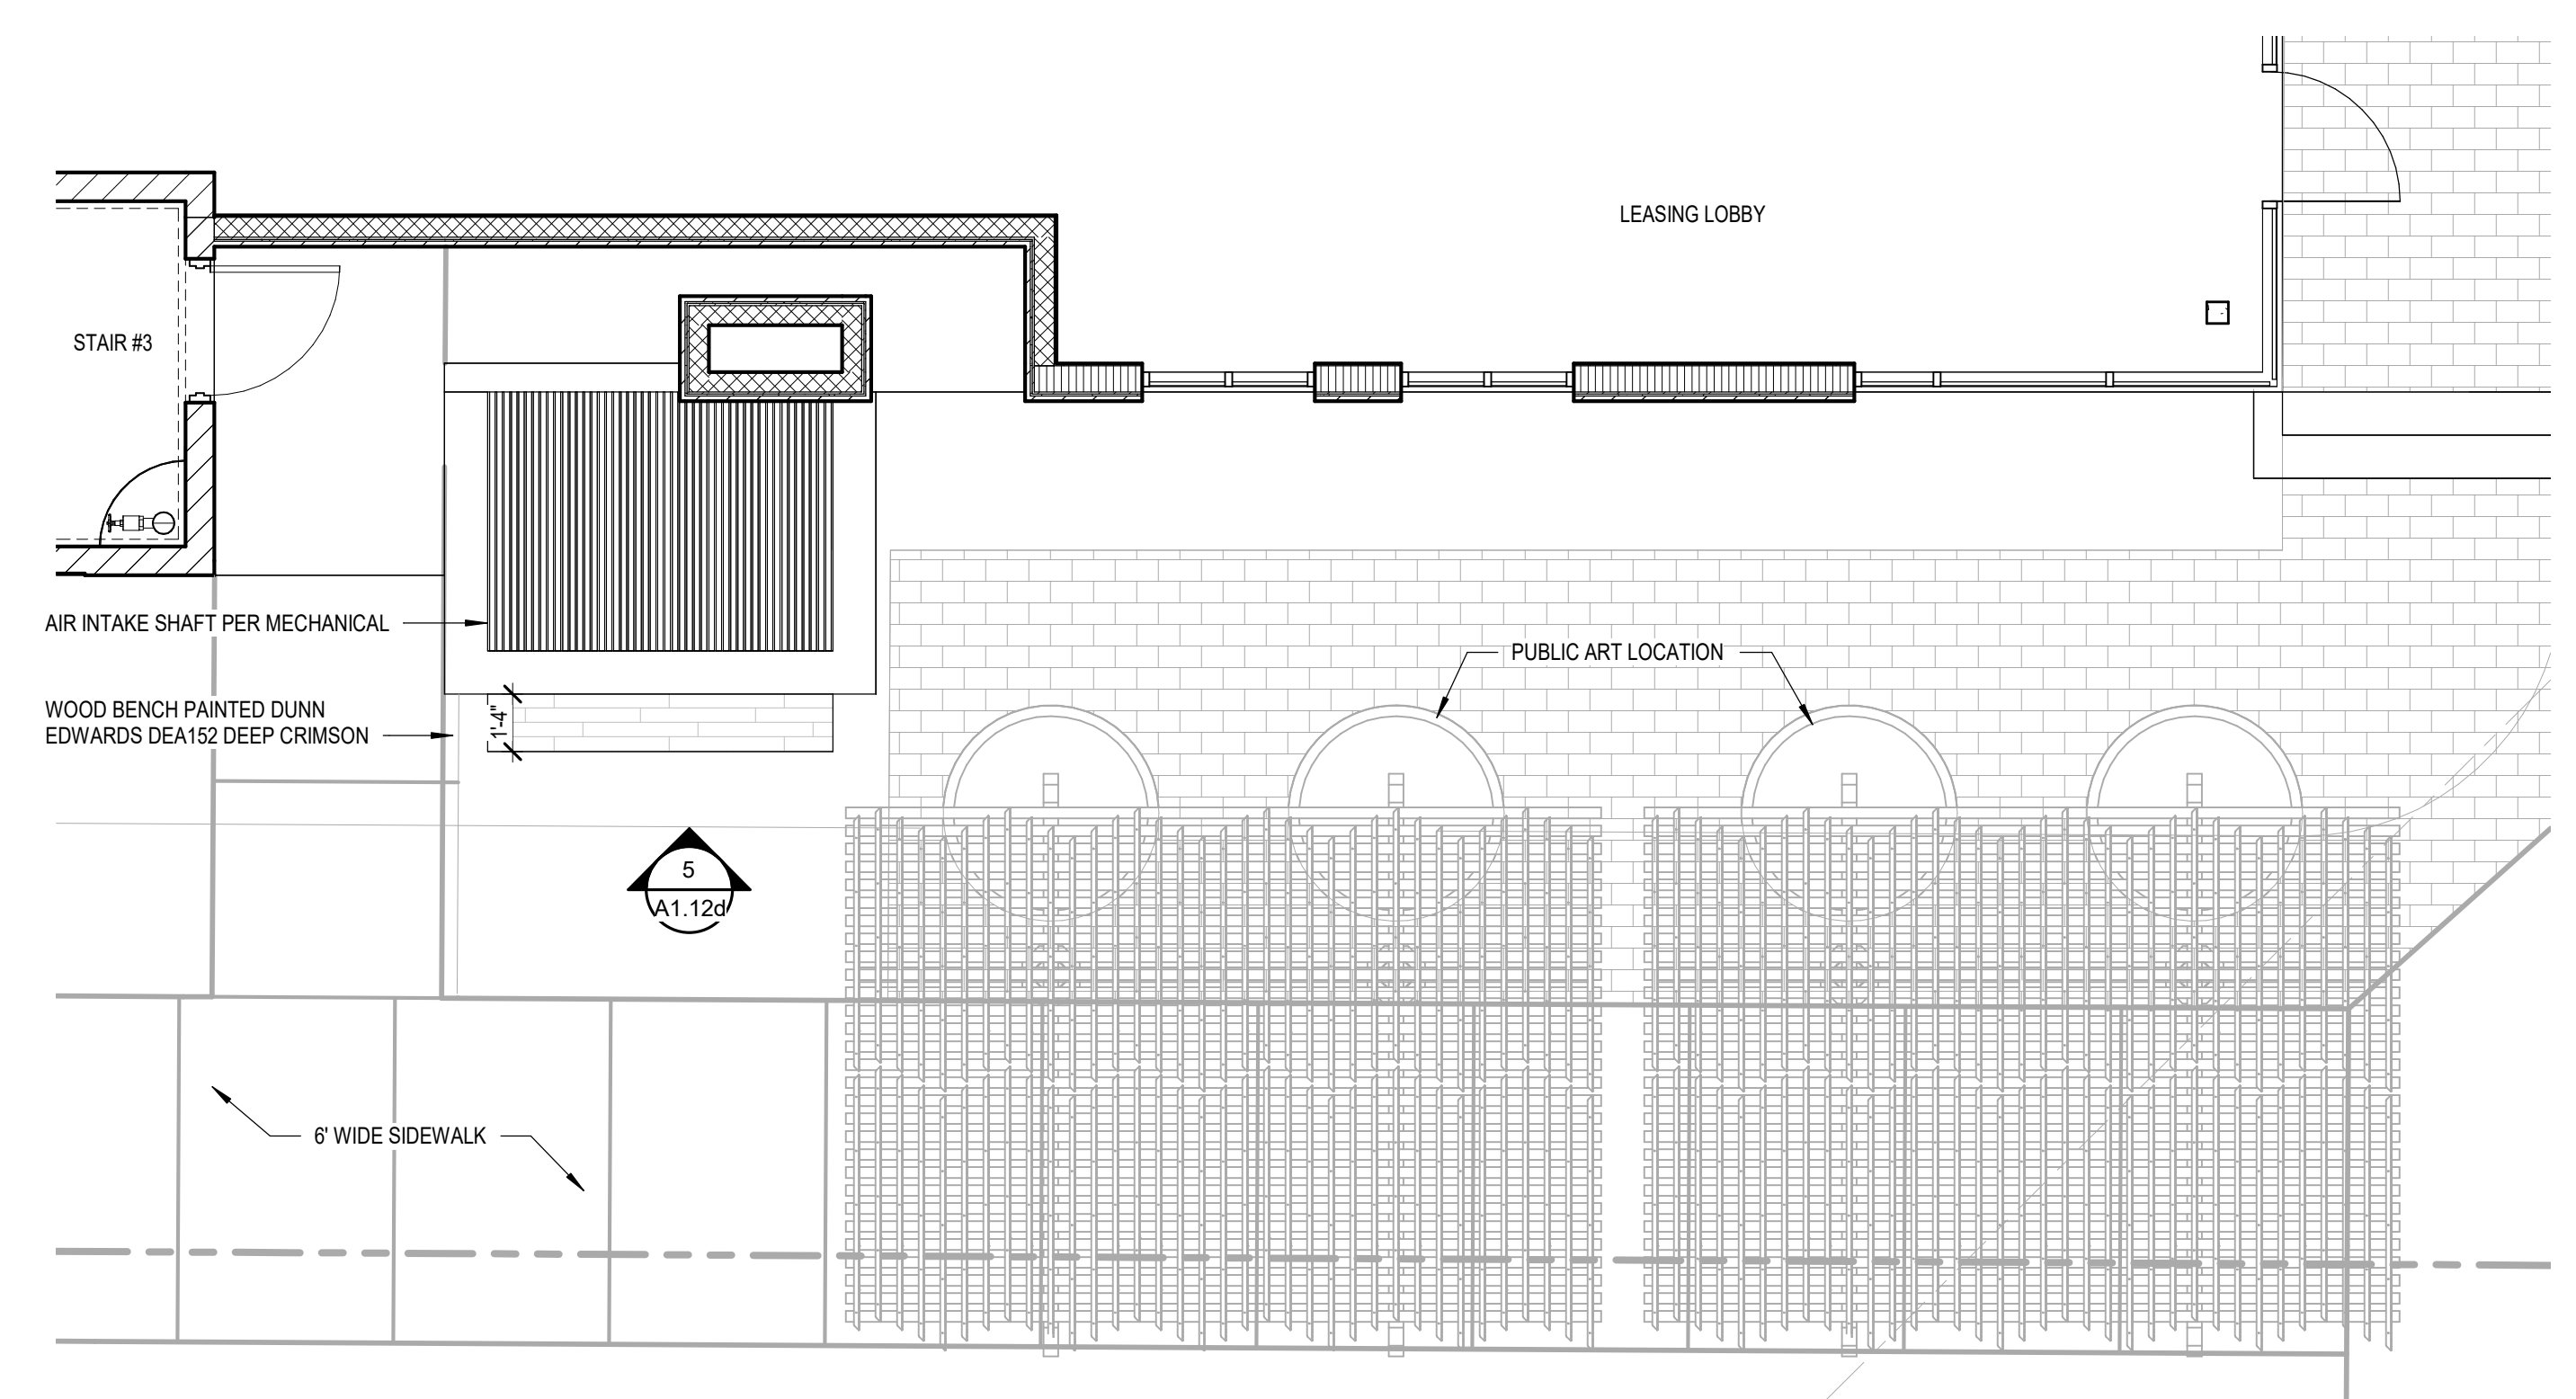 LEASING LOBBY
STAIR #3
AIR INTAKE SHAFT PER MECHANICAL
PUBLIC ART LOCATION
WOOD BENCH PAINTED DUNN
EDWARDS DEA152 DEEP CRIMSON
1'-4"
5
A1.12d
6' WIDE SIDEWALK